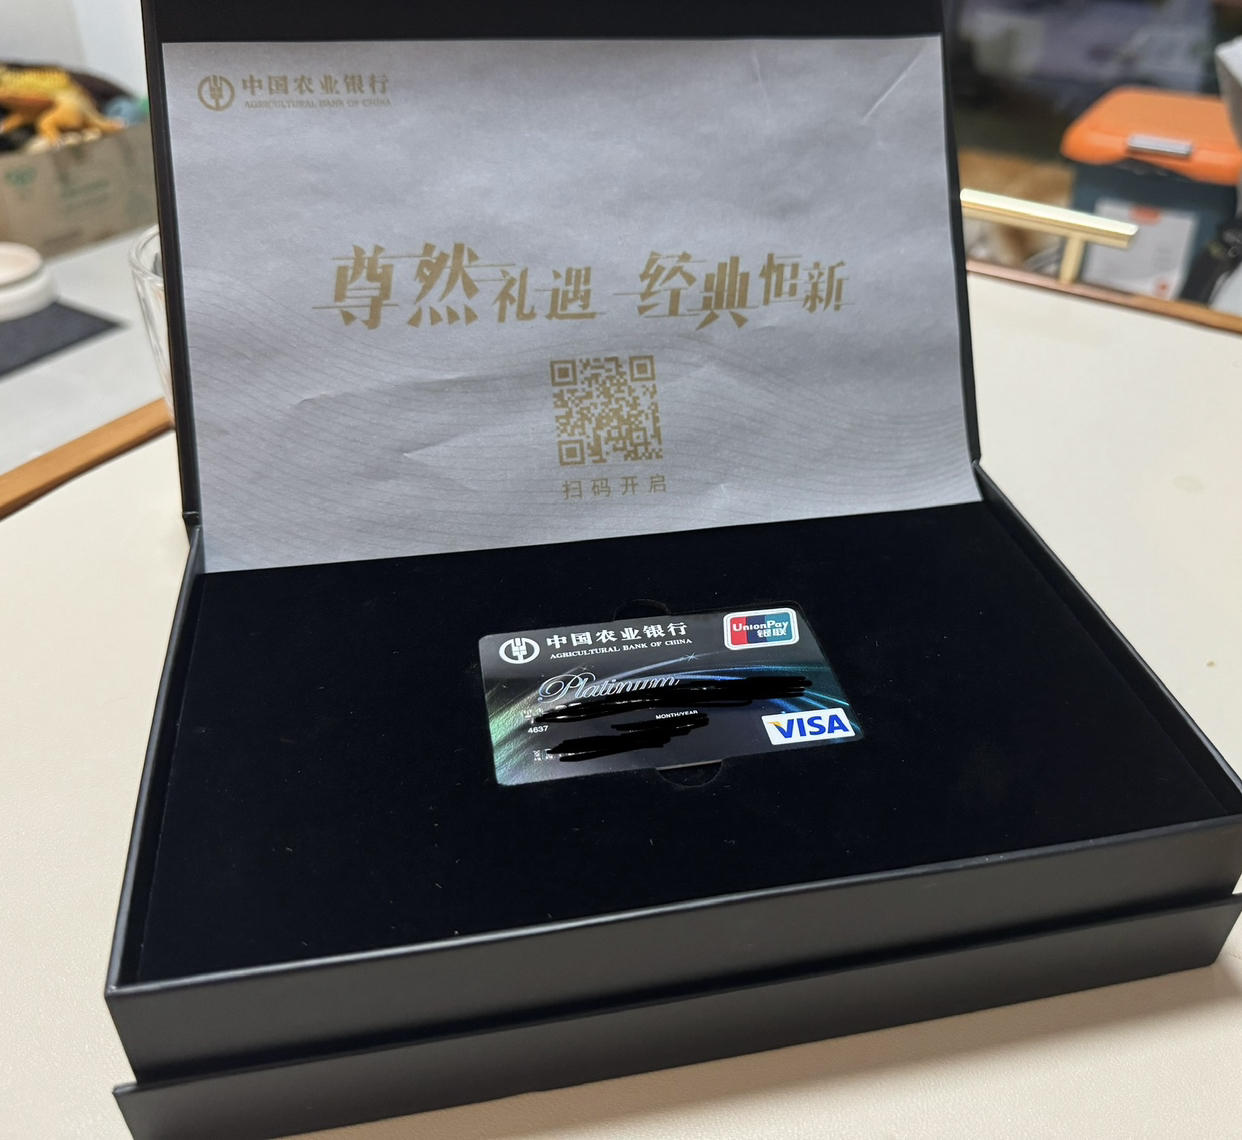 中国农业银行
AGRICULTURAL BANK OF CHINA
尊然礼遇 经典恒新
扫码开启
中国农业银行
AGRICULTURAL BANK OF CHINA
UnionPay
银联
Platinum
MONTH/YEAR
4637
VISA